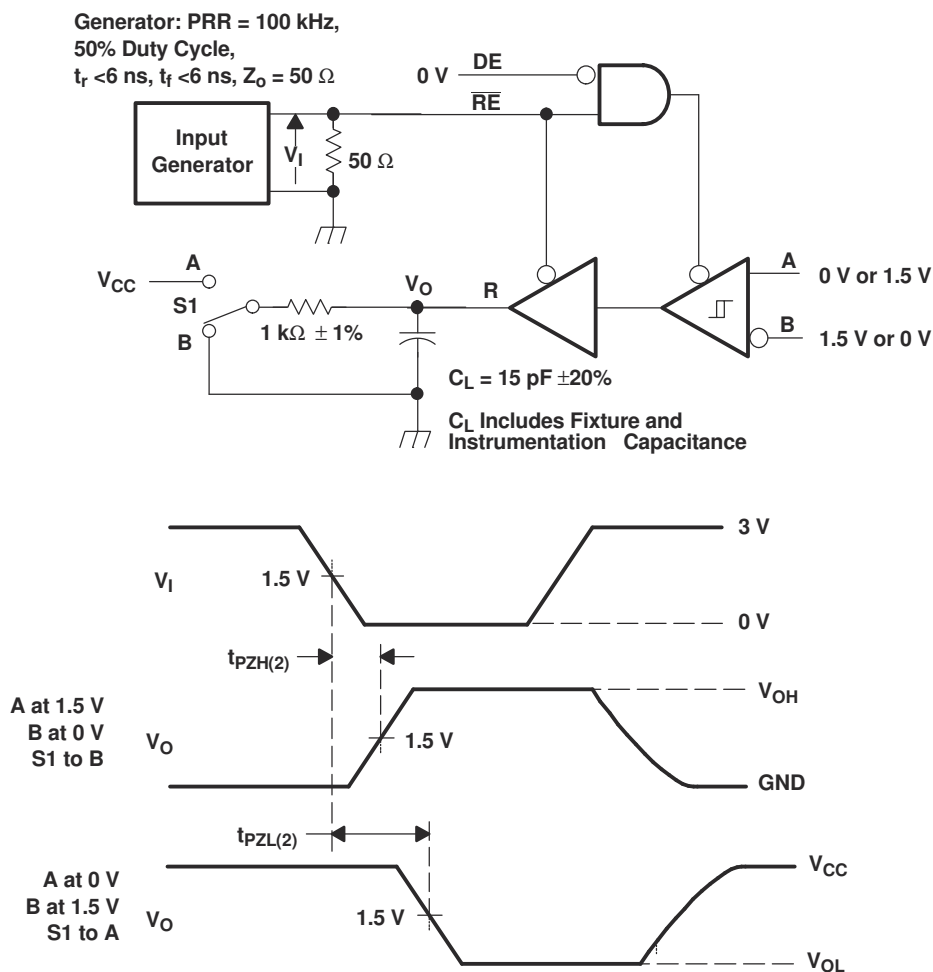 Generator: PRR = 100 kHz,
50% Duty Cycle,
tr <6 ns, tf <6 ns, Zo = 50 Ω
0 V
DE
RE
Input
Generator
VI
50 Ω
VCC
A
S1
B
1 kΩ ± 1%
VO
R
A
0 V or 1.5 V
B
1.5 V or 0 V
CL = 15 pF ±20%
CL Includes Fixture and
Instrumentation Capacitance
3 V
VI
1.5 V
0 V
tPZH(2)
A at 1.5 V
B at 0 V
S1 to B
VO
1.5 V
VOH
GND
tPZL(2)
A at 0 V
B at 1.5 V
S1 to A
VO
1.5 V
VCC
VOL